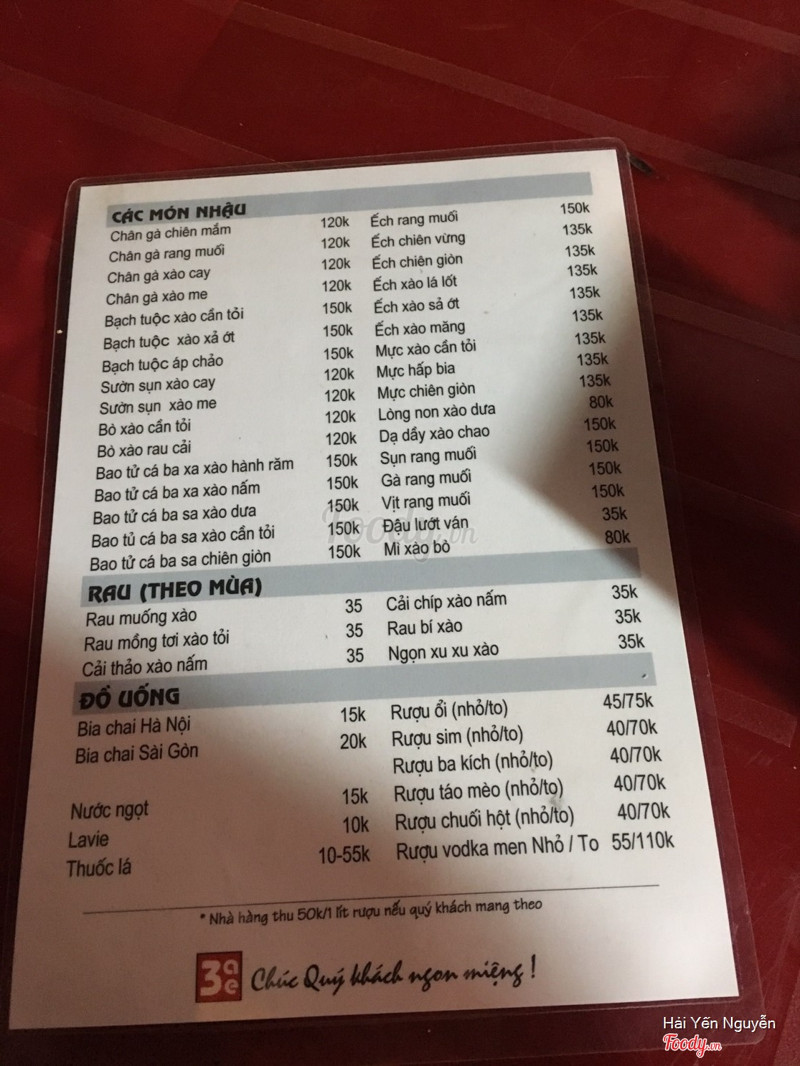 CÁC MÓN NHẬU
Chân gà chiên mắm 120k
Chân gà rang muối 120k
Chân gà xào cay 120k
Chân gà xào me 120k
Bạch tuộc xào cần tỏi 150k
Bạch tuộc xào xả ớt 150k
Bạch tuộc áp chảo 150k
Sườn sụn xào cay 120k
Sườn sụn xào me 120k
Bò xào cần tỏi 120k
Bò xào rau cải 120k
Bao tử cá ba xa xào hành răm 150k
Bao tử cá ba xa xào nấm 150k
Bao tử cá ba sa xào dưa 150k
Bao tủ cá ba sa xào cần tỏi 150k
Bao tử cá ba sa chiên giòn 150k
Ếch rang muối 150k
Ếch chiên vừng 135k
Ếch chiên giòn 135k
Ếch xào lá lốt 135k
Ếch xào sả ớt 135k
Ếch xào măng 135k
Mực xào cần tỏi 135k
Mực hấp bia 135k
Mực chiên giòn 135k
Lòng non xào dưa 80k
Dạ dầy xào chao 150k
Sụn rang muối 150k
Gà rang muối 150k
Vịt rang muối 150k
Đậu lướt ván 35k
Mì xào bò 80k
RAU (THEO MÙA)
Rau muống xào 35
Rau mồng tơi xào tỏi 35
Cải thảo xào nấm 35
Cải chíp xào nấm 35k
Rau bí xào 35k
Ngọn xu xu xào 35k
ĐỒ UỐNG
Bia chai Hà Nội 15k
Bia chai Sài Gòn 20k
Nước ngọt 15k
Lavie 10k
Thuốc lá 10-55k
Rượu ổi (nhỏ/to) 45/75k
Rượu sim (nhỏ/to) 40/70k
Rượu ba kích (nhỏ/to) 40/70k
Rượu táo mèo (nhỏ/to) 40/70k
Rượu chuối hột (nhỏ/to) 40/70k
Rượu vodka men Nhỏ / To 55/110k
* Nhà hàng thu 50k/1 lít rượu nếu quý khách mang theo
3 ae Chúc Quý khách ngon miệng !
Foody.vn
Hải Yến Nguyễn
Foody.vn